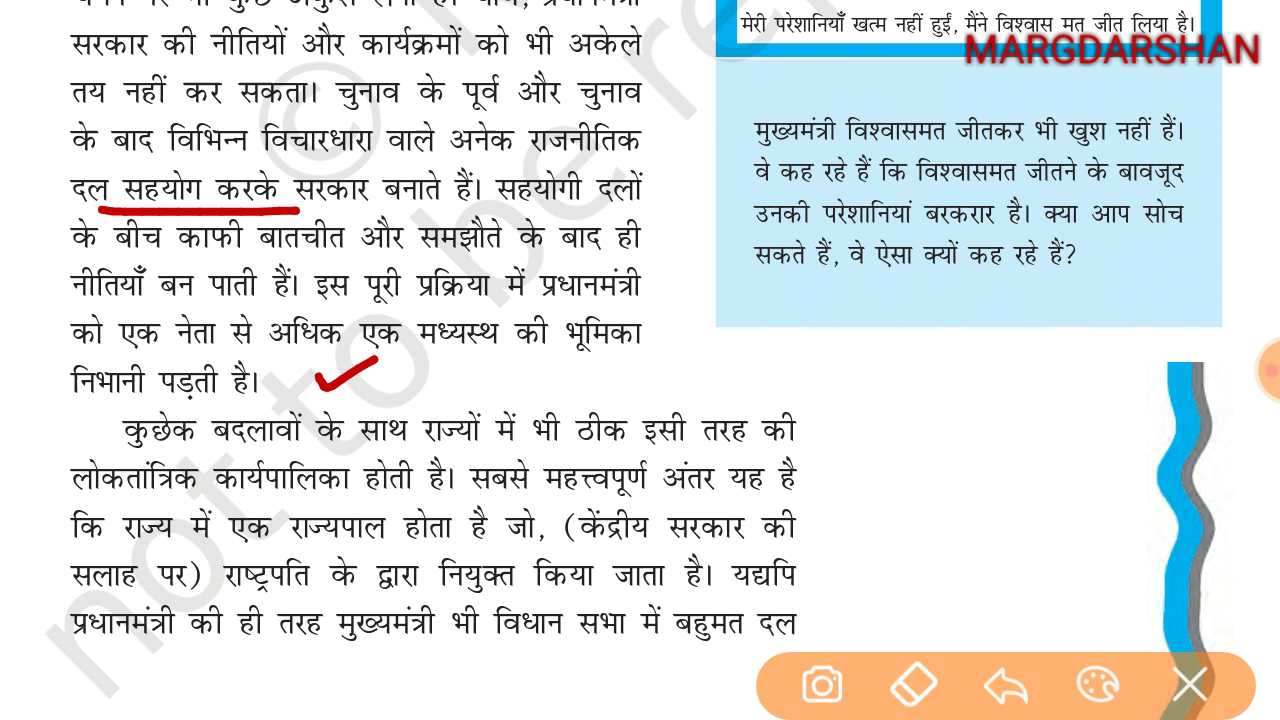 सरकार की नीतियों और कार्यक्रमों को भी अकेले
तय नहीं कर सकता। चुनाव के पूर्व और चुनाव
के बाद विभिन्न विचारधारा वाले अनेक राजनीतिक
दल सहयोग करके सरकार बनाते हैं। सहयोगी दलों
के बीच काफी बातचीत और समझौते के बाद ही
नीतियाँ बन पाती हैं। इस पूरी प्रक्रिया में प्रधानमंत्री
को एक नेता से अधिक एक मध्यस्थ की भूमिका
निभानी पड़ती है।
कुछेक बदलावों के साथ राज्यों में भी ठीक इसी तरह की
लोकतांत्रिक कार्यपालिका होती है। सबसे महत्त्वपूर्ण अंतर यह है
कि राज्य में एक राज्यपाल होता है जो, (केंद्रीय सरकार की
सलाह पर) राष्ट्रपति के द्वारा नियुक्त किया जाता है। यद्यपि
प्रधानमंत्री की ही तरह मुख्यमंत्री भी विधान सभा में बहुमत दल
मेरी परेशानियाँ खत्म नहीं हुईं, मैंने विश्वास मत जीत लिया है।
MARGDARSHAN
मुख्यमंत्री विश्वासमत जीतकर भी खुश नहीं हैं।
वे कह रहे हैं कि विश्वासमत जीतने के बावजूद
उनकी परेशानियां बरकरार है। क्या आप सोच
सकते हैं, वे ऐसा क्यों कह रहे हैं?
©
not to be re